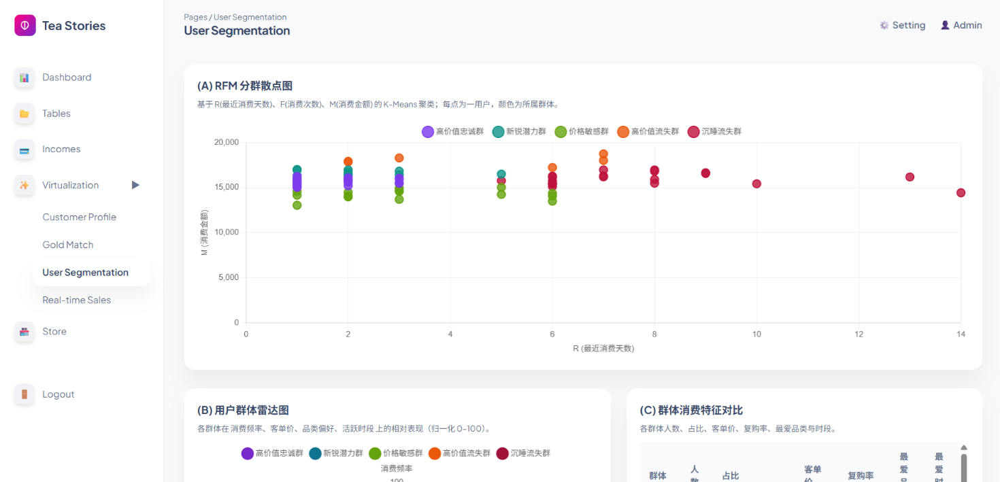 Tea Stories
Dashboard
Tables
Incomes
Virtualization
Customer Profile
Gold Match
User Segmentation
Real-time Sales
Store
Logout
Pages / User Segmentation
User Segmentation
Setting
Admin
(A) RFM 分群散点图
基于 R(最近消费天数)、F(消费次数)、M(消费金额) 的 K-Means 聚类；每点为一用户，颜色为所属群体。
高价值忠诚群 新锐潜力群 价格敏感群 高价值流失群 沉睡流失群
20,000
15,000
10,000
5,000
0
M (消费金额)
0 2 4 6 8 10 12 14
R (最近消费天数)
(B) 用户群体雷达图
各群体在 消费频率、客单价、品类偏好、活跃时段 上的相对表现（归一化 0-100）。
高价值忠诚群 新锐潜力群 价格敏感群 高价值流失群 沉睡流失群
消费频率
100
(C) 群体消费特征对比
各群体人数、占比、客单价、复购率、最爱品类与时段。
群体 人数 占比 客单价 复购率 最爱品 最爱时